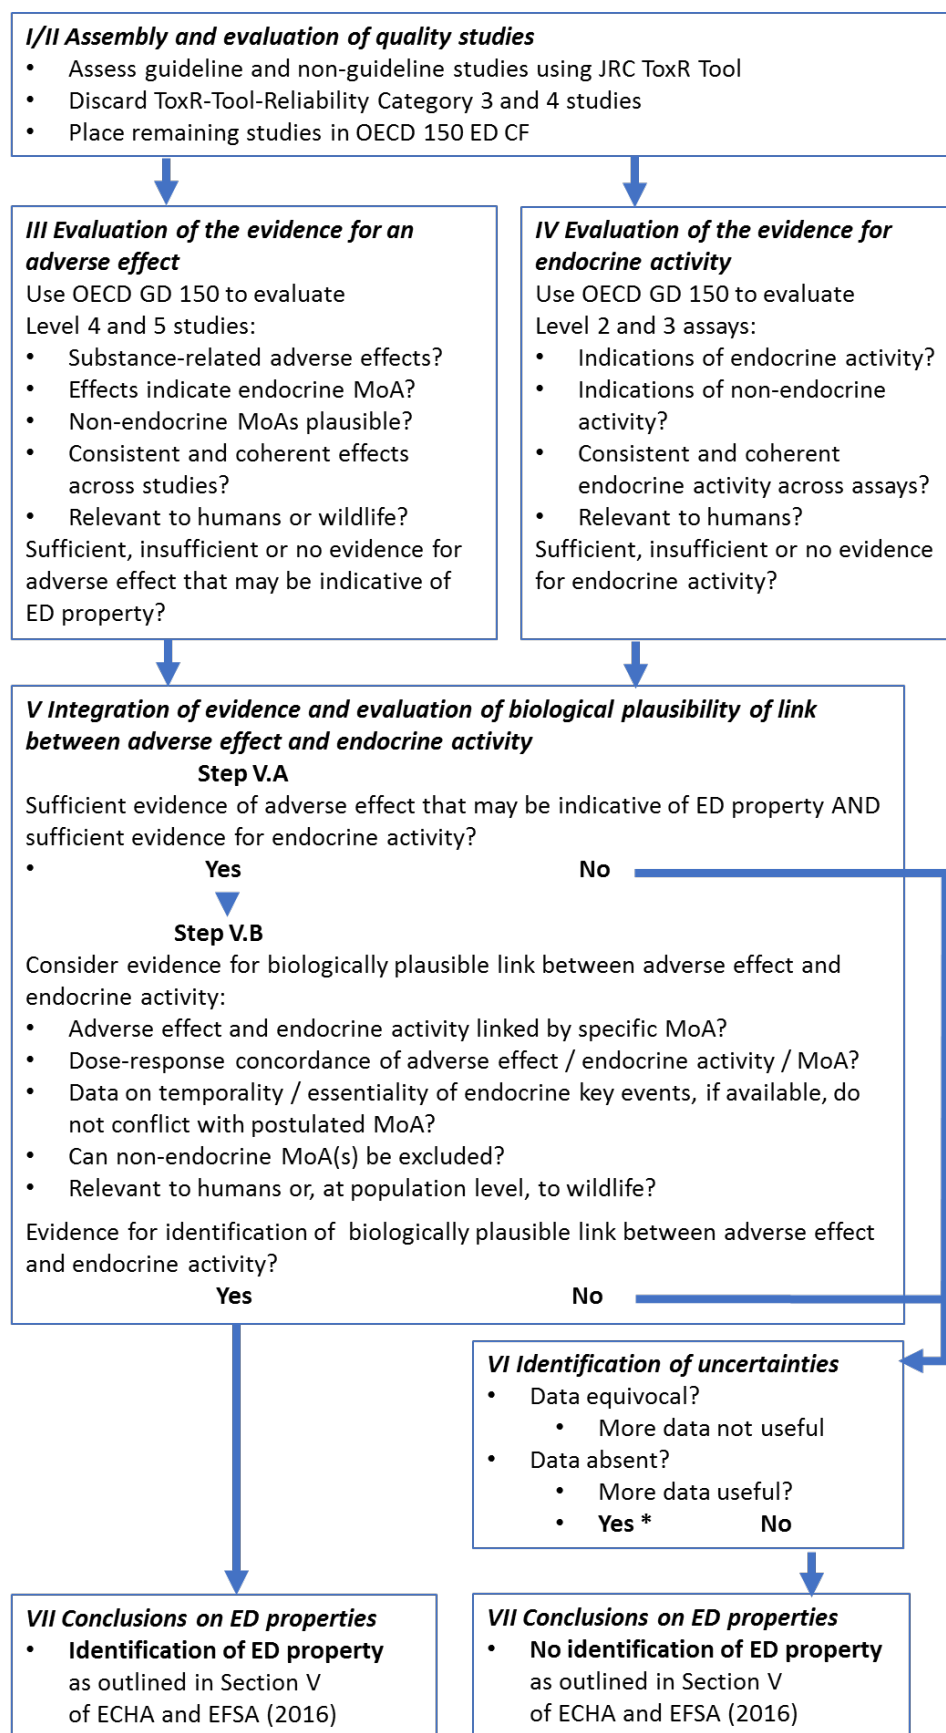 I/II Assembly and evaluation of quality studies
• Assess guideline and non-guideline studies using JRC ToxR Tool
• Discard ToxR-Tool-Reliability Category 3 and 4 studies
• Place remaining studies in OECD 150 ED CF
III Evaluation of the evidence for an
adverse effect
Use OECD GD 150 to evaluate
Level 4 and 5 studies:
• Substance-related adverse effects?
• Effects indicate endocrine MoA?
• Non-endocrine MoAs plausible?
• Consistent and coherent effects
across studies?
• Relevant to humans or wildlife?
Sufficient, insufficient or no evidence for
adverse effect that may be indicative of
ED property?
IV Evaluation of the evidence for
endocrine activity
Use OECD GD 150 to evaluate
Level 2 and 3 assays:
• Indications of endocrine activity?
• Indications of non-endocrine
activity?
• Consistent and coherent
endocrine activity across assays?
• Relevant to humans?
Sufficient, insufficient or no evidence
for endocrine activity?
V Integration of evidence and evaluation of biological plausibility of link
between adverse effect and endocrine activity
Step V.A
Sufficient evidence of adverse effect that may be indicative of ED property AND
sufficient evidence for endocrine activity?
• Yes No
Step V.B
Consider evidence for biologically plausible link between adverse effect and
endocrine activity:
• Adverse effect and endocrine activity linked by specific MoA?
• Dose-response concordance of adverse effect / endocrine activity / MoA?
• Data on temporality / essentiality of endocrine key events, if available, do
not conflict with postulated MoA?
• Can non-endocrine MoA(s) be excluded?
• Relevant to humans or, at population level, to wildlife?
Evidence for identification of biologically plausible link between adverse effect
and endocrine activity?
Yes No
VI Identification of uncertainties
• Data equivocal?
• More data not useful
• Data absent?
• More data useful?
• Yes * No
VII Conclusions on ED properties
• Identification of ED property
as outlined in Section V
of ECHA and EFSA (2016)
VII Conclusions on ED properties
• No identification of ED property
as outlined in Section V
of ECHA and EFSA (2016)